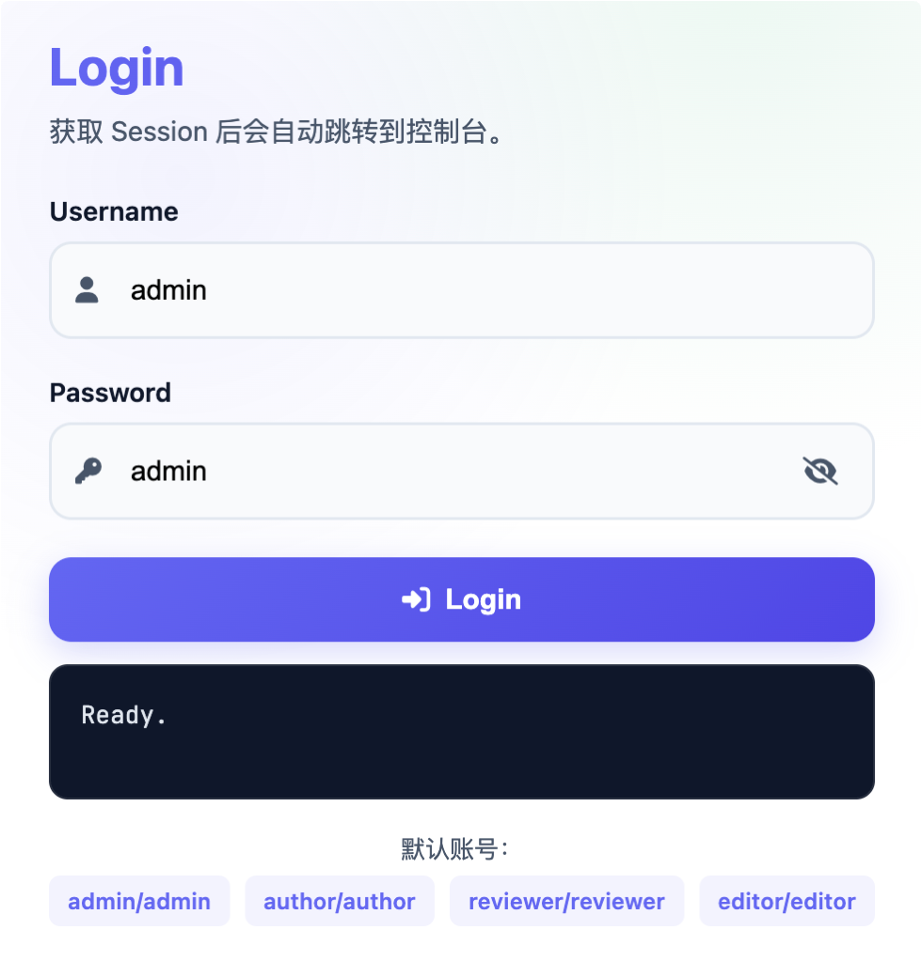 Login
获取 Session 后会自动跳转到控制台。
Username
admin
Password
admin
Login
Ready.
默认账号：
admin/admin author/author reviewer/reviewer editor/editor